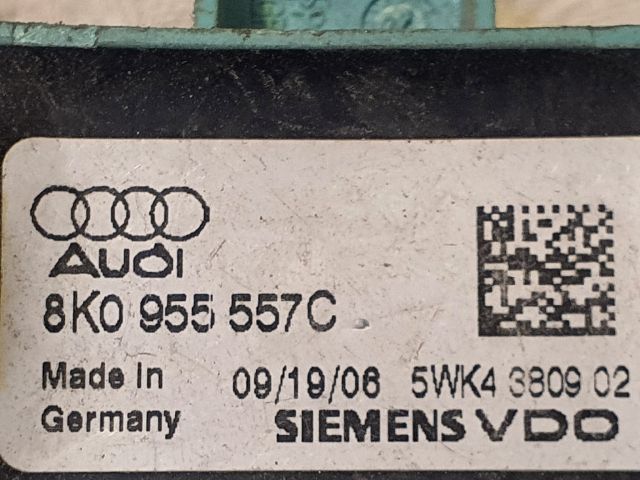 Audi
8K0 955 557C
Made In 09/19/06 5WK4 3809 02
Germany SIEMENS VDO